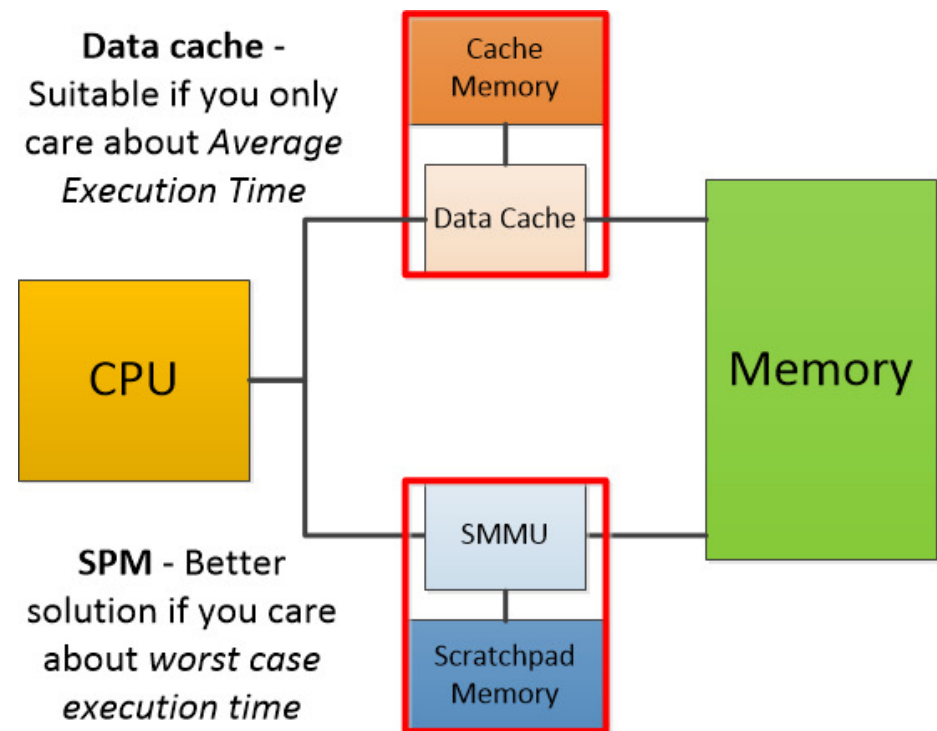 Data cache -
Suitable if you only
care about Average
Execution Time
Cache
Memory
Data Cache
CPU
Memory
SMMU
Scratchpad
Memory
SPM - Better
solution if you care
about worst case
execution time